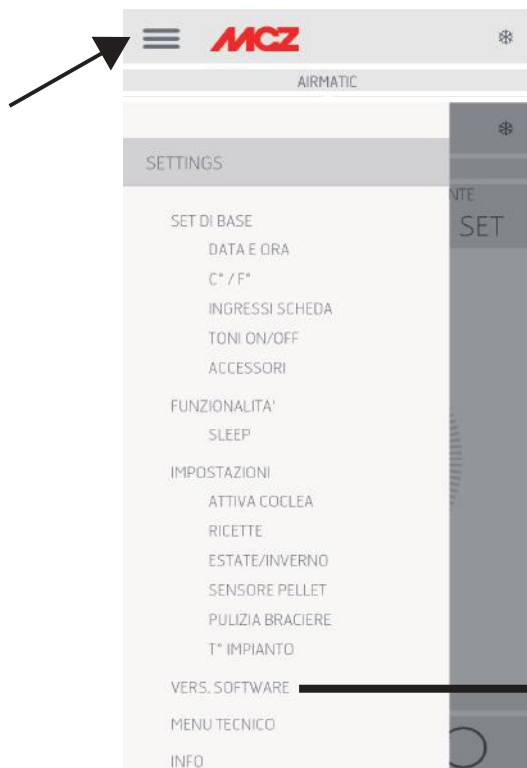 MCZ
AIRMATIC
SETTINGS
NTE
SET
SET DI BASE
DATA E ORA
C° / F°
INGRESSI SCHEDA
TONI ON/OFF
ACCESSORI
FUNZIONALITA'
SLEEP
IMPOSTAZIONI
ATTIVA COCLEA
RICETTE
ESTATE/INVERNO
SENSORE PELLET
PULIZIA BRACIERE
T° IMPIANTO
VERS. SOFTWARE
MENU TECNICO
INFO